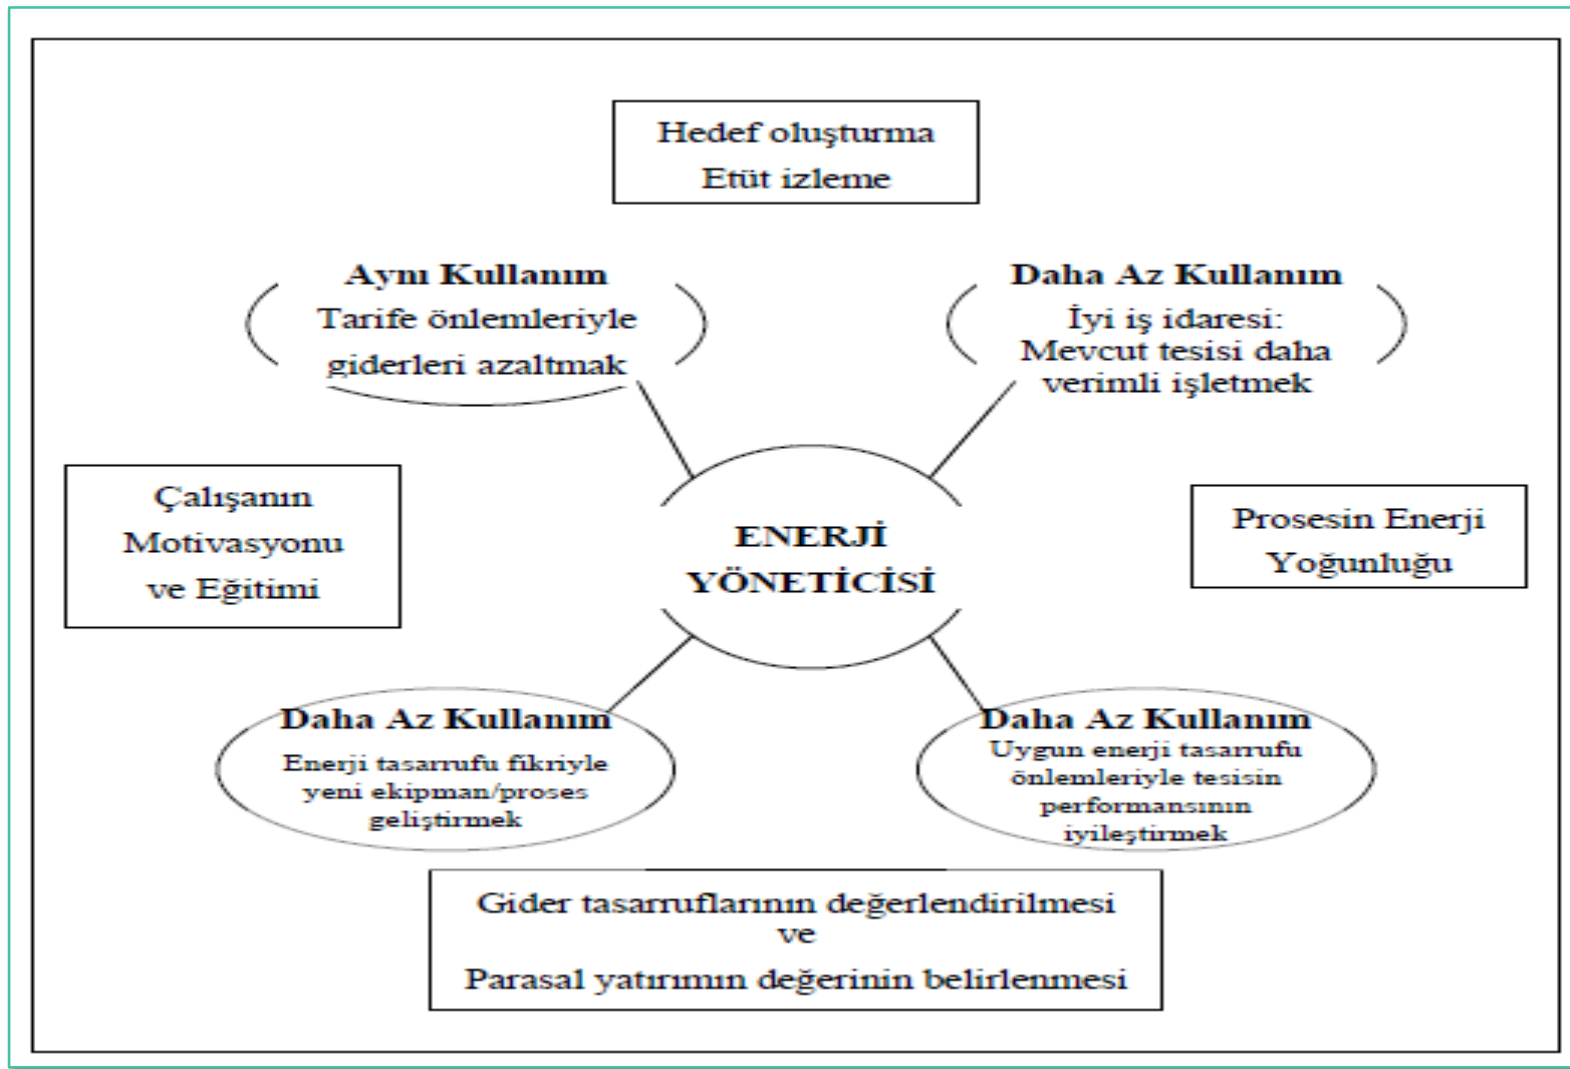 Hedef oluşturma
Etüt izleme
Aynı Kullanım
Tarife önlemleriyle
giderleri azaltmak
Daha Az Kullanım
İyi iş idaresi:
Mevcut tesisi daha
verimli işletmek
Çalışanın
Motivasyonu
ve Eğitimi
ENERJİ
YÖNETİCİSİ
Prosesin Enerji
Yoğunluğu
Daha Az Kullanım
Enerji tasarrufu fikriyle
yeni ekipman/proses
geliştirmek
Daha Az Kullanım
Uygun enerji tasarrufu
önlemleriyle tesisin
performansının
iyileştirmek
Gider tasarruflarının değerlendirilmesi
ve
Parasal yatırımın değerinin belirlenmesi